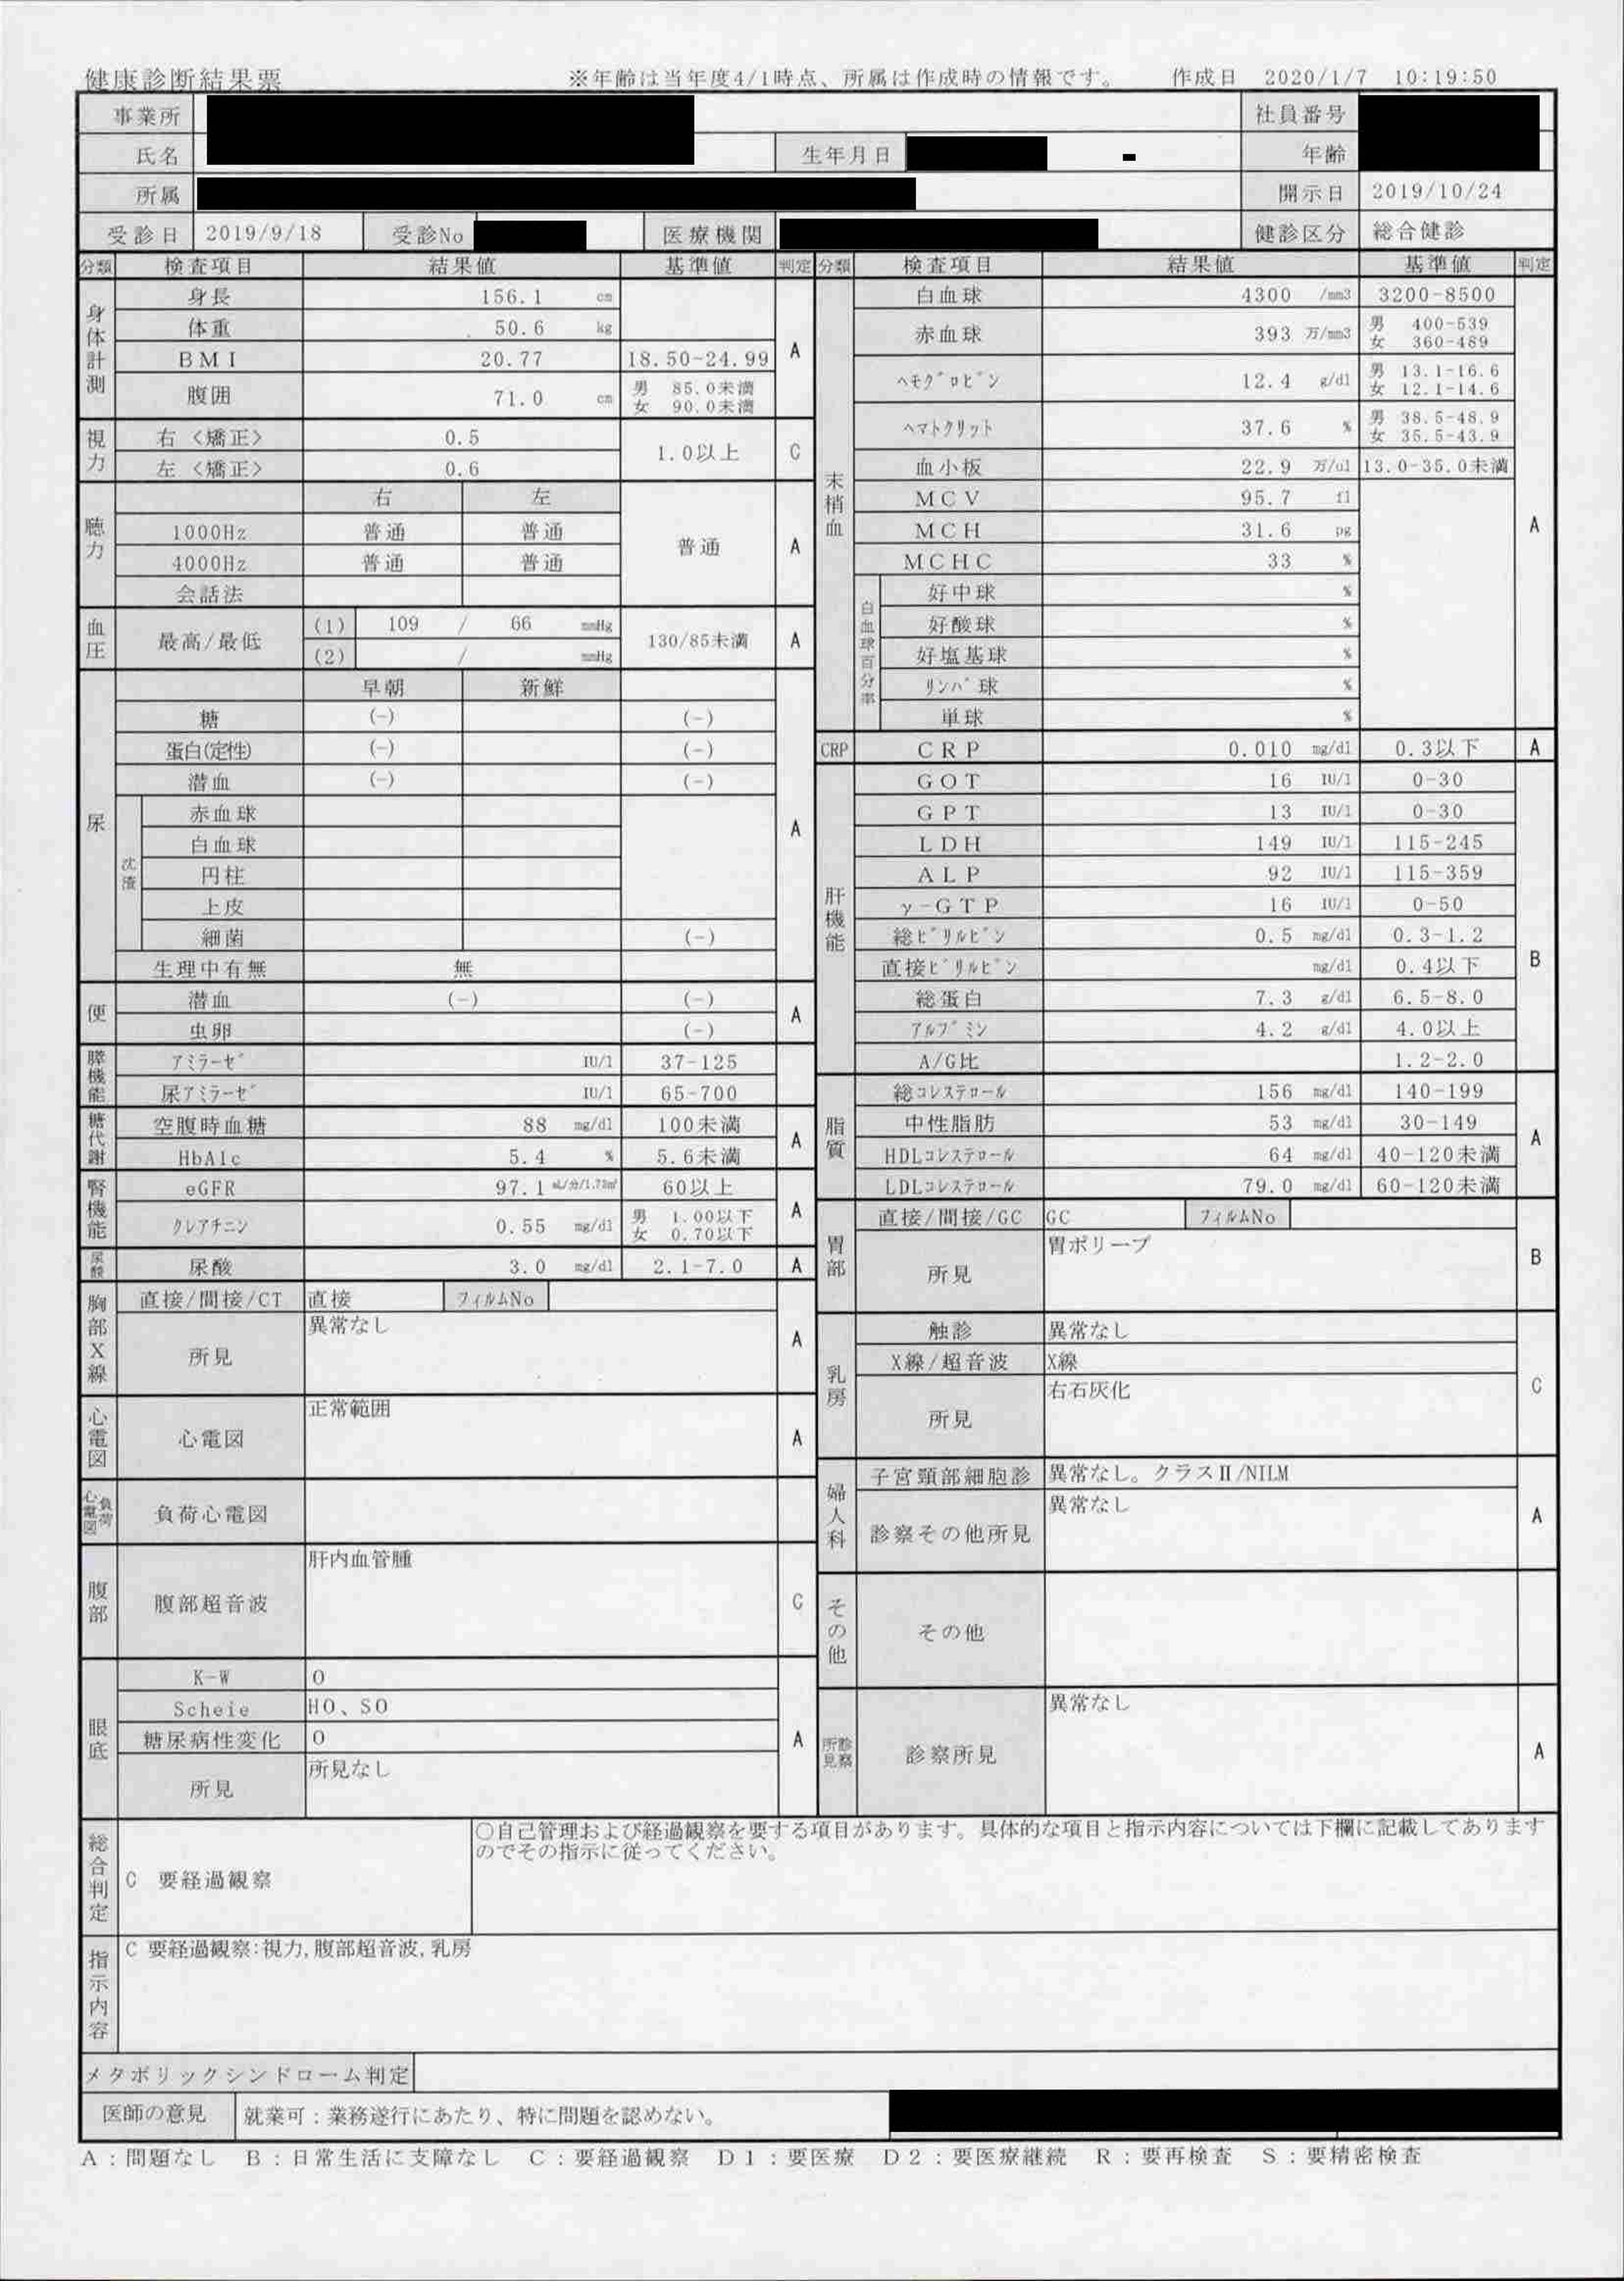 健康診断結果票 ※年齢は当年度4/1時点、所属は作成時の情報です。 作成日 2020/1/7 10:19:50
事業所 社員番号
氏名 生年月日 年齢
所属 開示日 2019/10/24
受診日 2019/9/18 受診No 医療機関 健診区分 総合健診
分類 検査項目 結果値 基準値 判定
身体計測 A
身長 156.1 cm
体重 50.6 kg
BMI 20.77 18.50-24.99
腹囲 71.0 cm 男 85.0未満
女 90.0未満
視力 C
右〈矯正〉 0.5 1.0以上
左〈矯正〉 0.6
聴力 A
右 左
1000Hz 普通 普通 普通
4000Hz 普通 普通
会話法
血圧 A
最高/最低 (1) 109 / 66 mmHg 130/85未満
(2) / mmHg
尿 A
早朝 新鮮
糖 (-) (-)
蛋白(定性) (-) (-)
潜血 (-) (-)
沈渣
赤血球
白血球
円柱
上皮
細菌 (-)
生理中有無 無
便 A
潜血 (-) (-)
虫卵 (-)
膵機能
アミラーゼ IU/l 37-125
尿アミラーゼ IU/l 65-700
糖代謝 A
空腹時血糖 88 mg/dl 100未満
HbA1c 5.4 % 5.6未満
腎機能 A
eGFR 97.1 mL/分/1.73㎡ 60以上
クレアチニン 0.55 mg/dl 男 1.00以下
女 0.70以下
尿酸 A
尿酸 3.0 mg/dl 2.1-7.0
胸部X線 A
直接/間接/CT 直接 フィルムNo
所見 異常なし
心電図 A
心電図 正常範囲
負荷心電図
負荷心電図
腹部 C
腹部超音波 肝内血管腫
眼底 A
K-W 0
Scheie H0、S0
糖尿病性変化 0
所見 所見なし
分類 検査項目 結果値 基準値 判定
末梢血 A
白血球 4300 /mm3 3200-8500
赤血球 393 万/mm3 男 400-539
女 360-489
ヘモグロビン 12.4 g/dl 男 13.1-16.6
女 12.1-14.6
ヘマトクリット 37.6 % 男 38.5-48.9
女 35.5-43.9
血小板 22.9 万/ul 13.0-35.0未満
MCV 95.7 fl
MCH 31.6 pg
MCHC 33 %
白血球百分率
好中球 %
好酸球 %
好塩基球 %
リンパ球 %
単球 %
CRP CRP 0.010 mg/dl 0.3以下 A
肝機能 B
GOT 16 IU/l 0-30
GPT 13 IU/l 0-30
LDH 149 IU/l 115-245
ALP 92 IU/l 115-359
γ-GTP 16 IU/l 0-50
総ビリルビン 0.5 mg/dl 0.3-1.2
直接ビリルビン mg/dl 0.4以下
総蛋白 7.3 g/dl 6.5-8.0
アルブミン 4.2 g/dl 4.0以上
A/G比 1.2-2.0
脂質 A
総コレステロール 156 mg/dl 140-199
中性脂肪 53 mg/dl 30-149
HDLコレステロール 64 mg/dl 40-120未満
LDLコレステロール 79.0 mg/dl 60-120未満
胃部 B
直接/間接/GC GC フィルムNo
所見 胃ポリープ
乳房 C
触診 異常なし
X線/超音波 X線
所見 右石灰化
婦人科 A
子宮頸部細胞診 異常なし。クラスⅡ/NILM
診察その他所見 異常なし
その他
その他
診察所見 A
診察所見 異常なし
総合判定 C 要経過観察
○自己管理および経過観察を要する項目があります。具体的な項目と指示内容については下欄に記載してあります
のでその指示に従ってください。
指示内容 C 要経過観察:視力,腹部超音波,乳房
メタボリックシンドローム判定
医師の意見 就業可:業務遂行にあたり、特に問題を認めない。
A:問題なし B:日常生活に支障なし C:要経過観察 D1:要医療 D2:要医療継続 R:要再検査 S:要精密検査